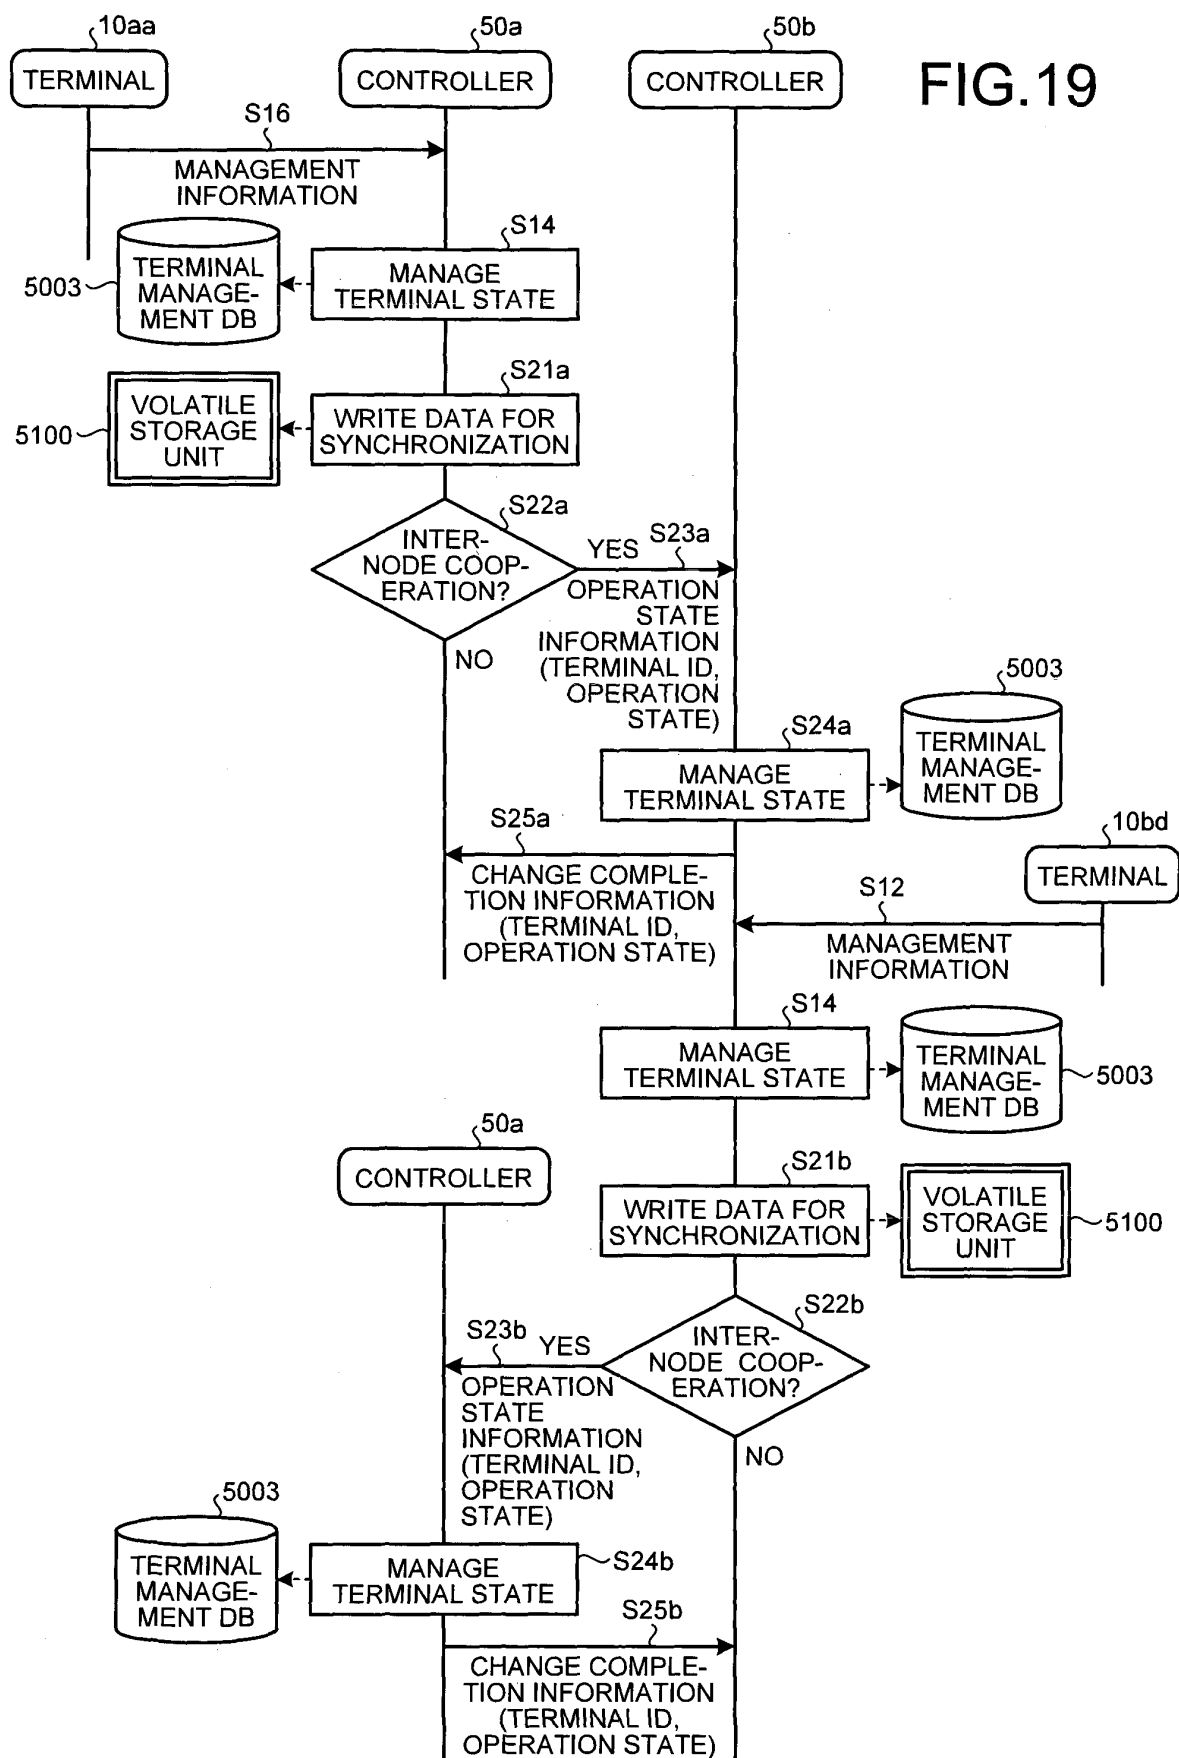 10aa
50a
50b
TERMINAL
CONTROLLER
CONTROLLER
FIG.19
S16
MANAGEMENT
INFORMATION
S14
5003
TERMINAL
MANAGE-
MENT DB
MANAGE
TERMINAL STATE
S21a
5100
VOLATILE
STORAGE
UNIT
WRITE DATA FOR
SYNCHRONIZATION
S22a
INTER-
NODE COOP-
ERATION?
YES
S23a
NO
OPERATION
STATE
INFORMATION
(TERMINAL ID,
OPERATION
STATE)
5003
S24a
MANAGE
TERMINAL STATE
TERMINAL
MANAGE-
MENT DB
S25a
CHANGE COMPLE-
TION INFORMATION
(TERMINAL ID,
OPERATION STATE)
10bd
TERMINAL
S12
MANAGEMENT
INFORMATION
S14
MANAGE
TERMINAL STATE
TERMINAL
MANAGE-
MENT DB
5003
50a
CONTROLLER
S21b
WRITE DATA FOR
SYNCHRONIZATION
VOLATILE
STORAGE
UNIT
5100
S22b
INTER-
NODE COOP-
ERATION?
S23b
YES
NO
OPERATION
STATE
INFORMATION
(TERMINAL ID,
OPERATION
STATE)
5003
TERMINAL
MANAGE-
MENT DB
MANAGE
TERMINAL STATE
S24b
S25b
CHANGE COMPLE-
TION INFORMATION
(TERMINAL ID,
OPERATION STATE)